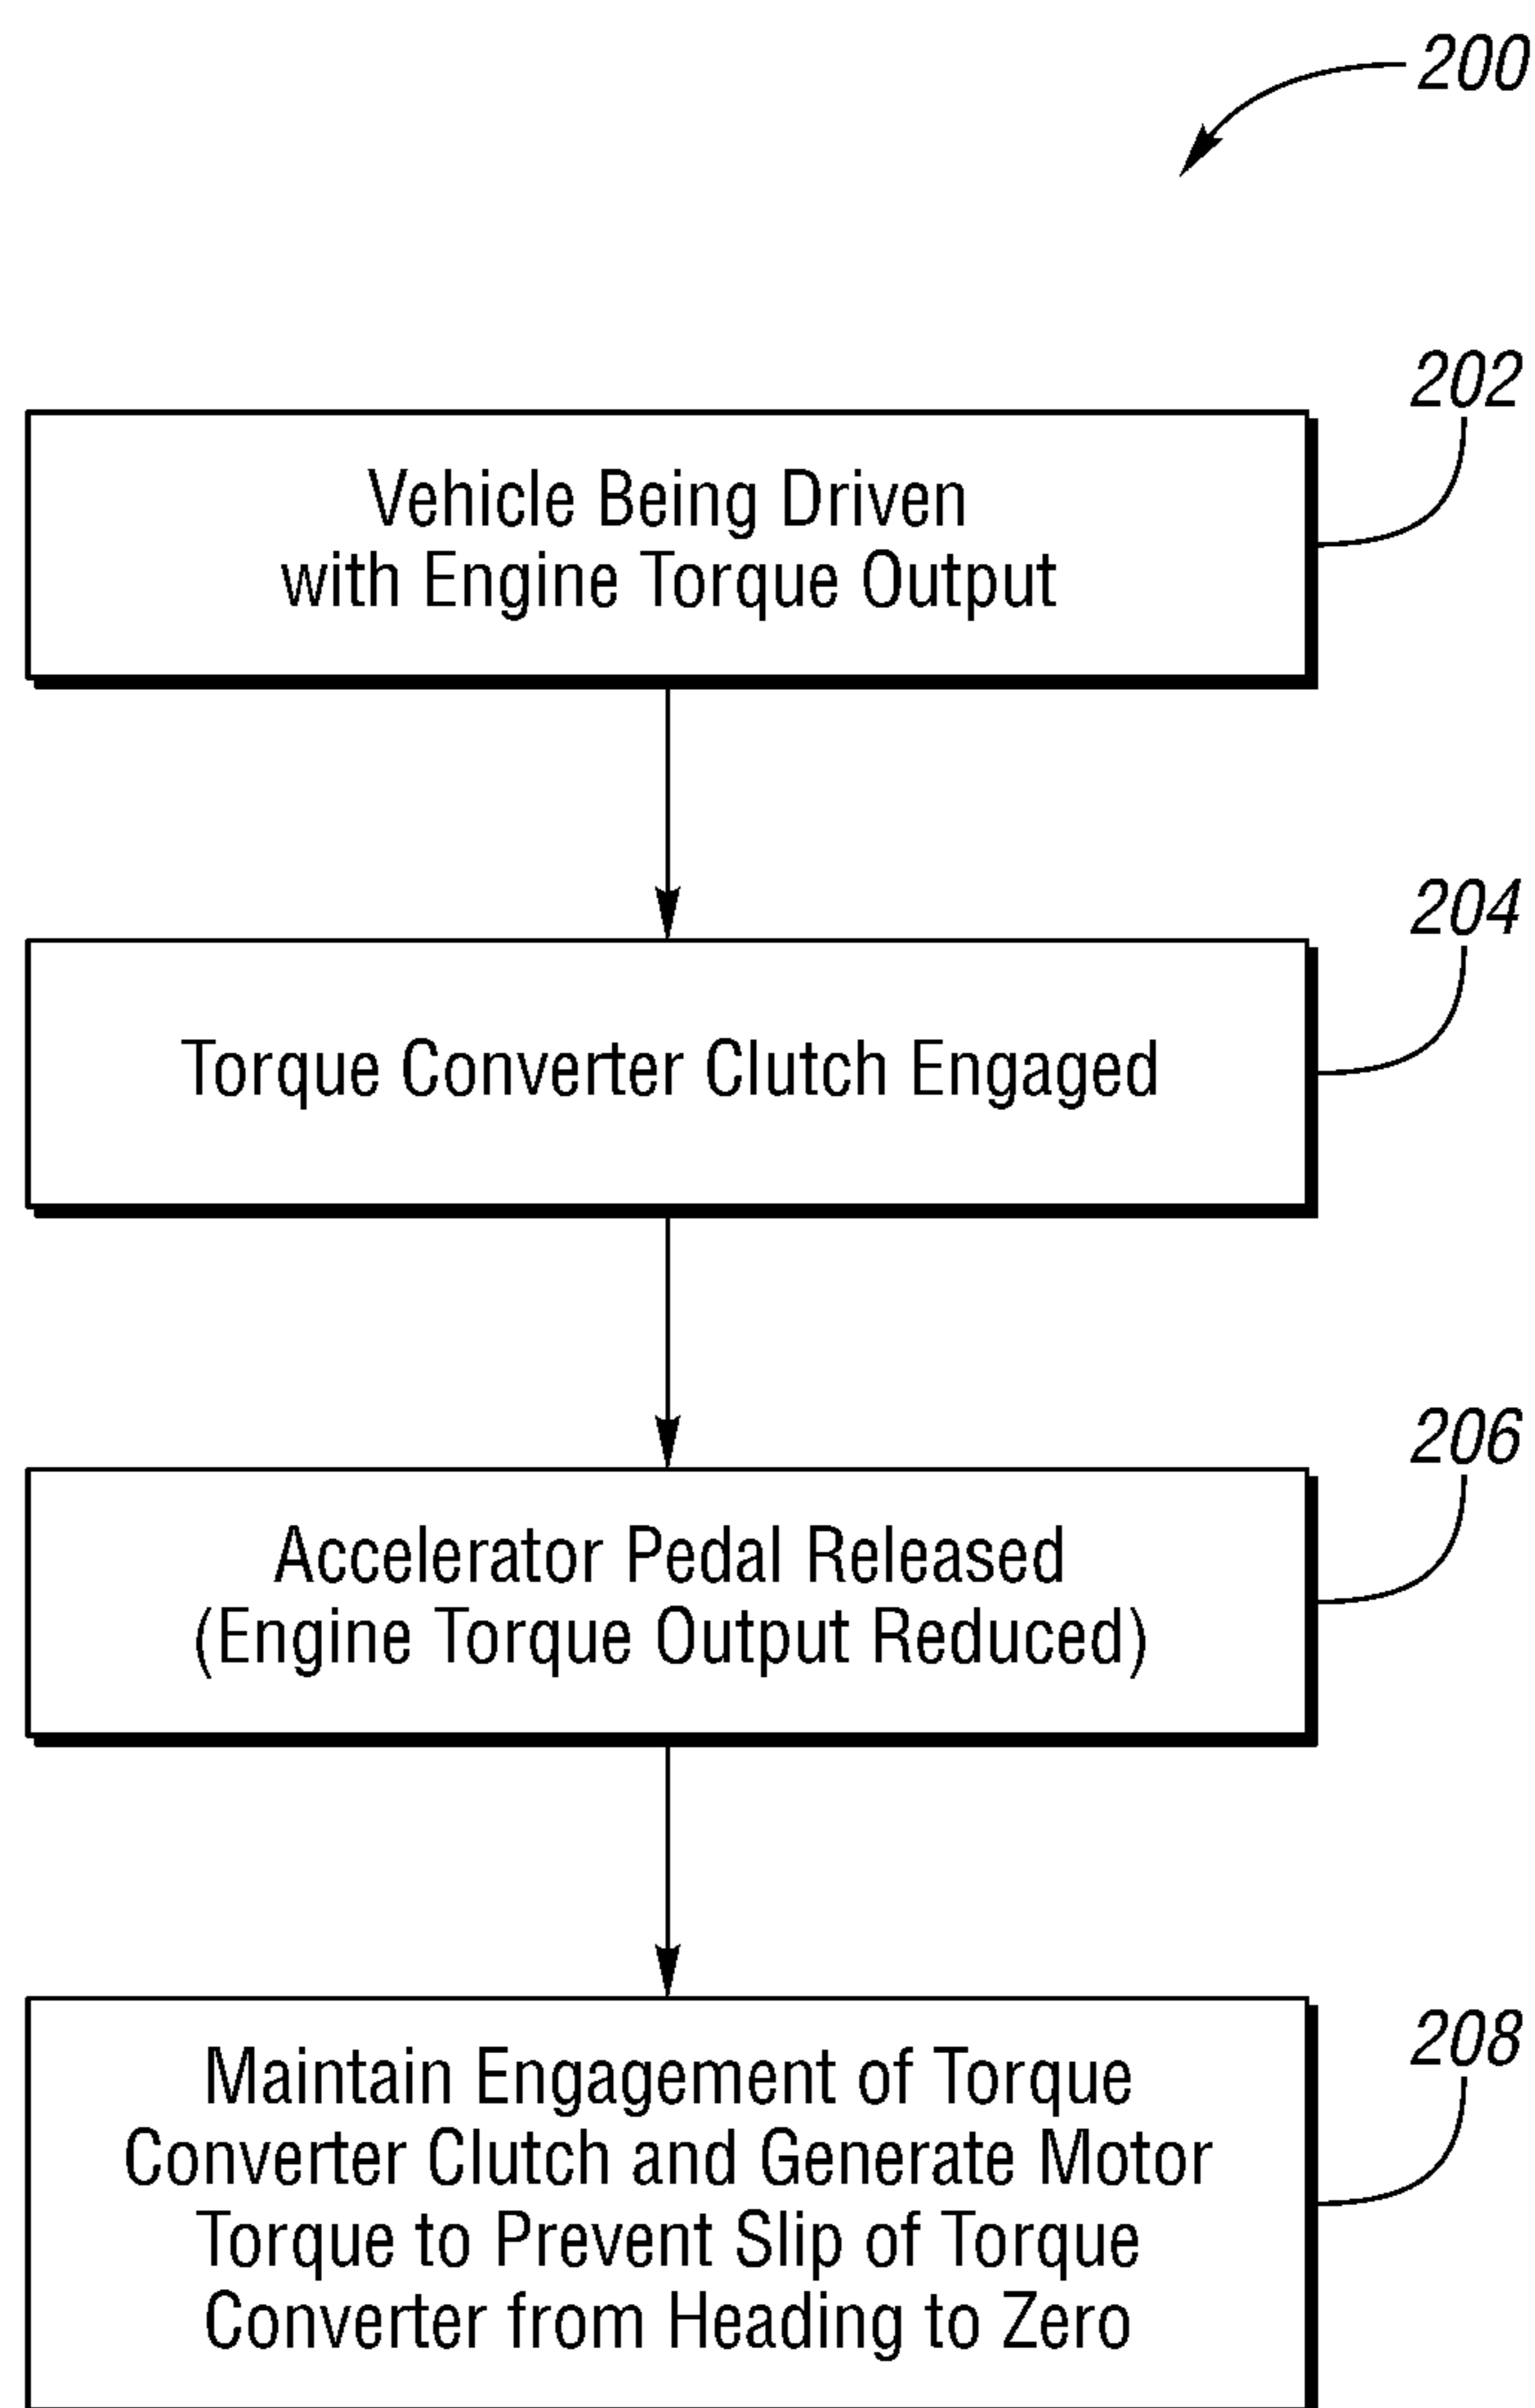 200
202
Vehicle Being Driven
with Engine Torque Output
204
Torque Converter Clutch Engaged
206
Accelerator Pedal Released
(Engine Torque Output Reduced)
208
Maintain Engagement of Torque
Converter Clutch and Generate Motor
Torque to Prevent Slip of Torque
Converter from Heading to Zero